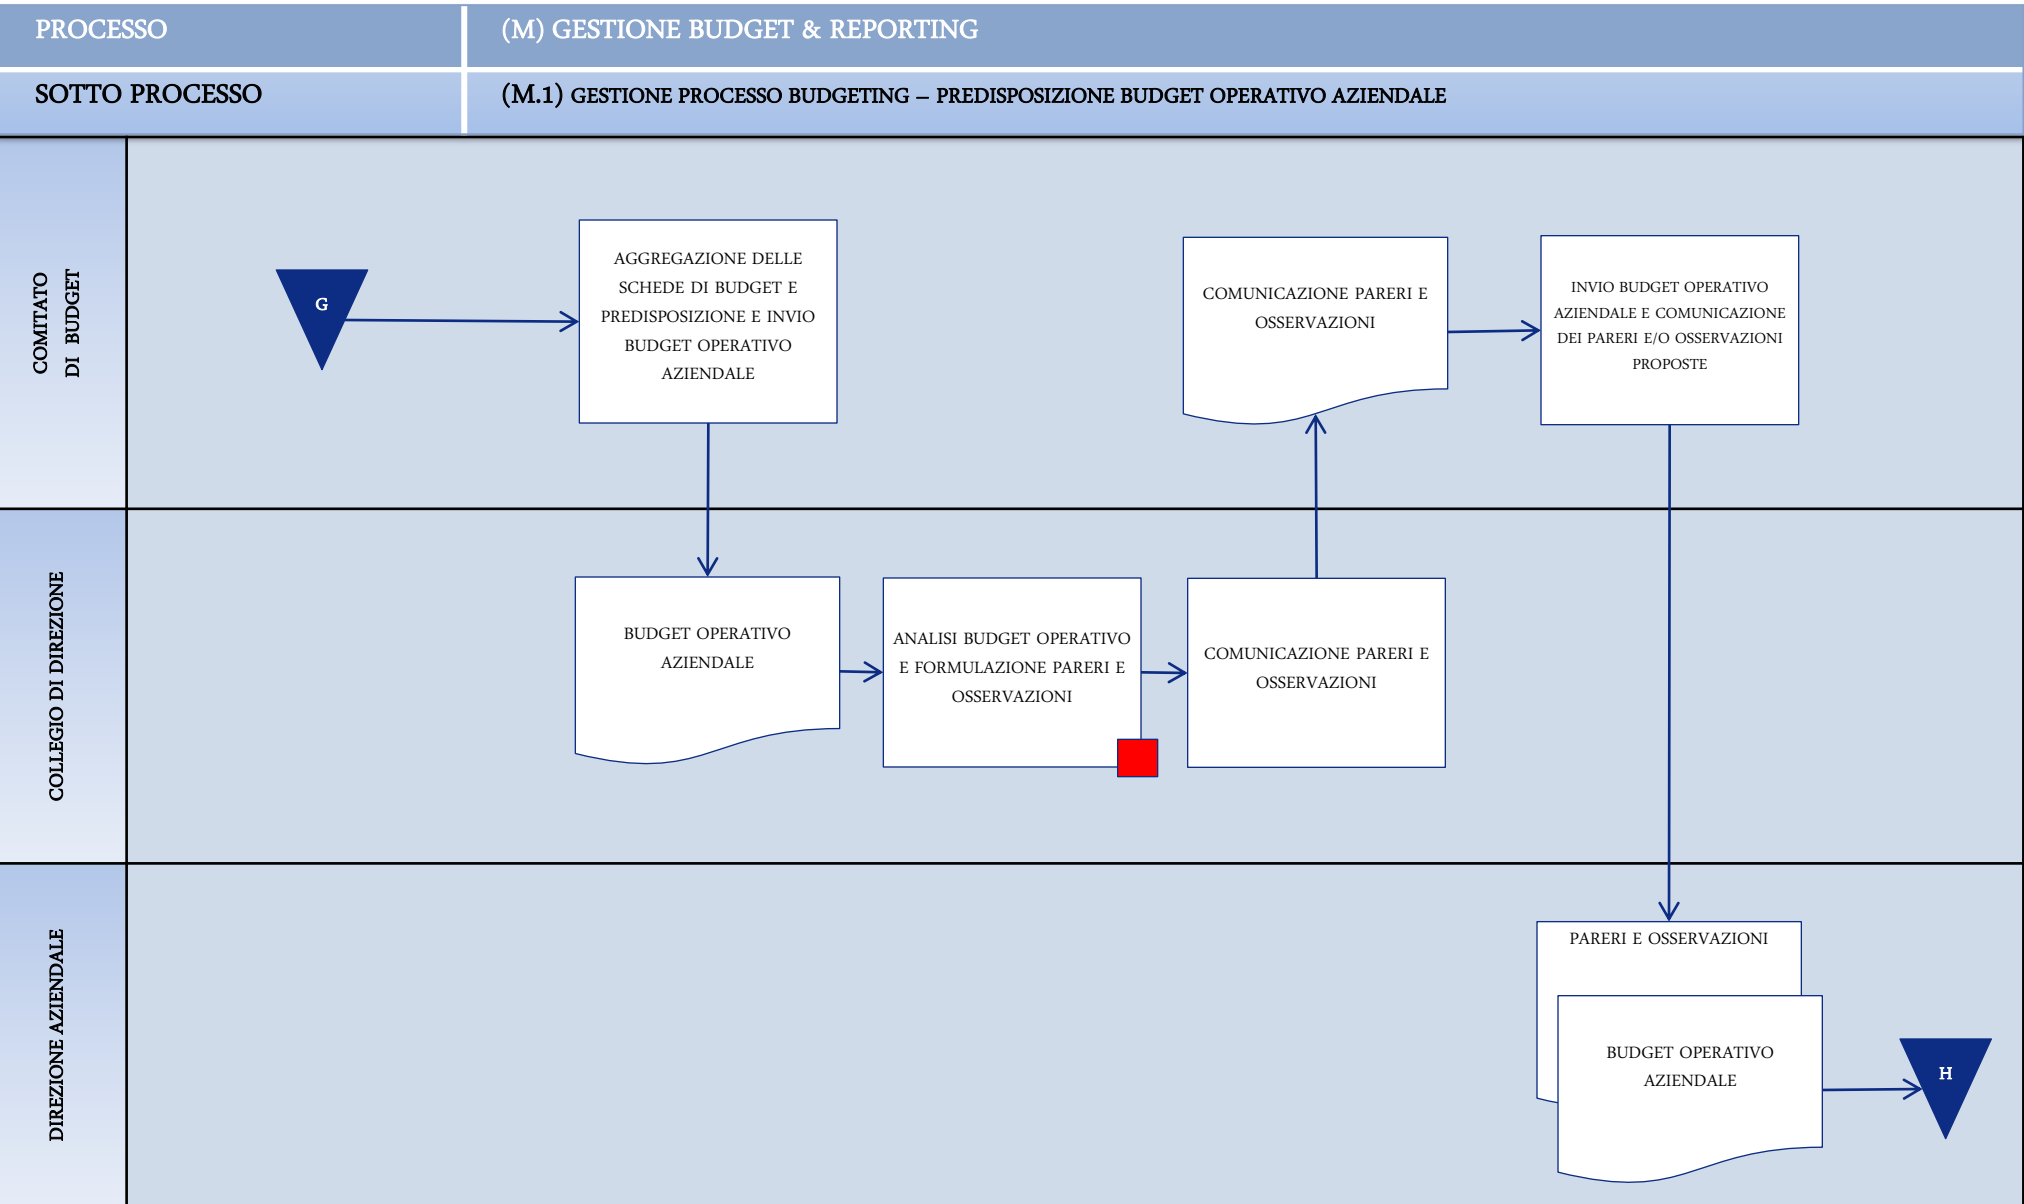 PROCESSO
(M) GESTIONE BUDGET & REPORTING
SOTTO PROCESSO
(M.1) GESTIONE PROCESSO BUDGETING – PREDISPOSIZIONE BUDGET OPERATIVO AZIENDALE
COMITATO
DI BUDGET
G
AGGREGAZIONE DELLE
SCHEDE DI BUDGET E
PREDISPOSIZIONE E INVIO
BUDGET OPERATIVO
AZIENDALE
COMUNICAZIONE PARERI E
OSSERVAZIONI
INVIO BUDGET OPERATIVO
AZIENDALE E COMUNICAZIONE
DEI PARERI E/O OSSERVAZIONI
PROPOSTE
COLLEGIO DI DIREZIONE
BUDGET OPERATIVO
AZIENDALE
ANALISI BUDGET OPERATIVO
E FORMULAZIONE PARERI E
OSSERVAZIONI
COMUNICAZIONE PARERI E
OSSERVAZIONI
DIREZIONE AZIENDALE
PARERI E OSSERVAZIONI
BUDGET OPERATIVO
AZIENDALE
H